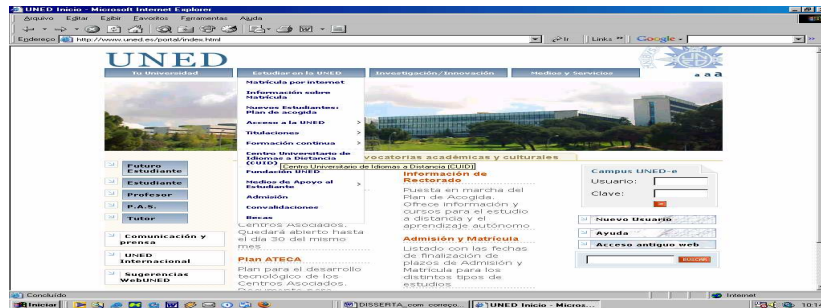 UNED Inicio - Microsoft Internet Explorer
Arquivo Editar Exibir Favoritos Ferramentas Ajuda
Endereço http://www.uned.es/portal/index.html Ir Links Google
UNED
Tu Universidad Estudiar en la UNED Investigación/Innovación Medios y Servicios a a a
Matrícula por internet
Información sobre
Matrícula
Nuevos Estudiantes:
Plan de acogida
Acceso a la UNED >
Titulaciones >
Formación continua >
Centro Universitario de
Idiomas a Distancia
(CUID)
Centro Universitario de Idiomas a Distancia (CUID)
Fundación UNED
Medios de Apoyo al
Estudiante >
Admisión
Convalidaciones
Becas
vocatorias académicas y culturales
Futuro
Estudiante
Estudiante
Profesor
P.A.S.
Tutor
Comunicación y
prensa
UNED
Internacional
Sugerencias
WebUNED
Centros Asociados.
Quedará abierto hasta
el día 30 del mismo
mes
Plan ATECA
Plan para el desarrollo
tecnológico de los
Centros Asociados.
Información de
Rectorado
Puesta en marcha del
Plan de Acogida.
Ofrece información y
cursos para el estudio
a distancia y el
aprendizaje autónomo
Admisión y Matrícula
Listado con las fechas
de finalización de
plazos de Admisión y
Matrícula para los
distintos tipos de
estudios
Campus UNED-e
Usuario:
Clave:
Nuevo Usuario
Ayuda
Acceso antiguo web
BUSCAR
Concluído Internet
Iniciar DISSERTA_com correço... UNED Inicio - Micros... 10:14